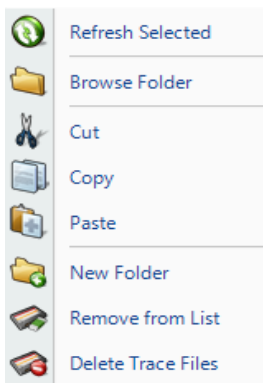 Refresh Selected
Browse Folder
Cut
Copy
Paste
New Folder
Remove from List
Delete Trace Files